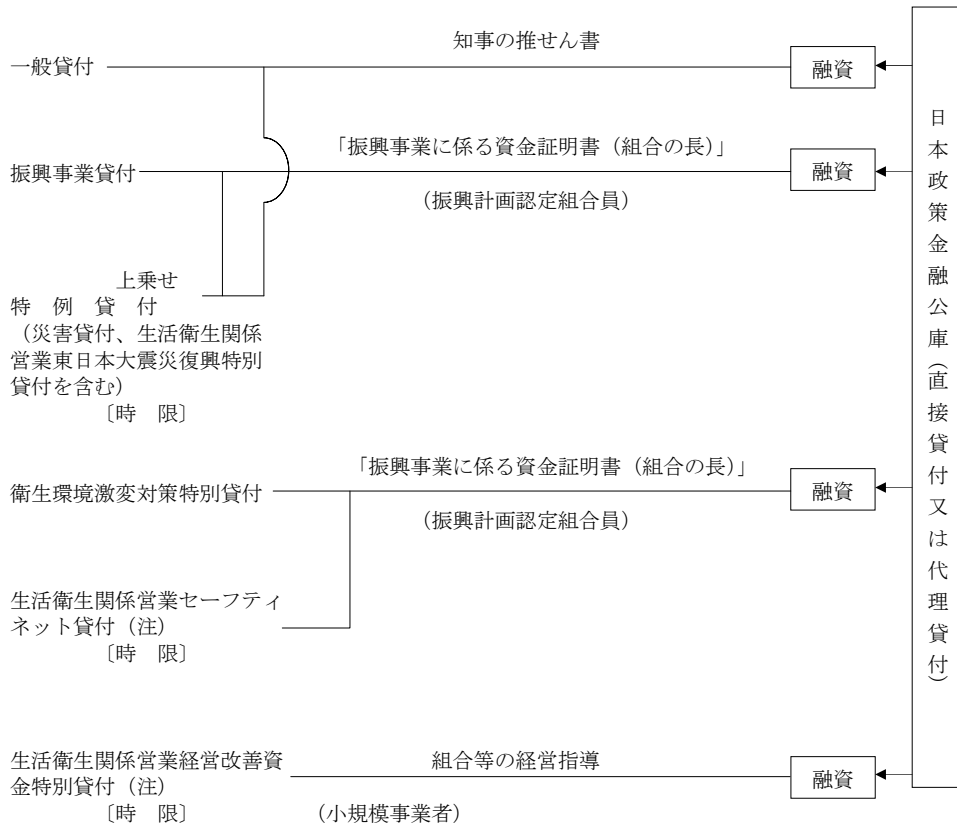 知事の推せん書
一般貸付
融資
「振興事業に係る資金証明書（組合の長）」
振興事業貸付
融資
（振興計画認定組合員）
上乗せ
特　例　貸　付
（災害貸付、生活衛生関係
営業東日本大震災復興特別
貸付を含む）
〔時　限〕
「振興事業に係る資金証明書（組合の長）」
衛生環境激変対策特別貸付
融資
（振興計画認定組合員）
生活衛生関係営業セーフティ
ネット貸付（注）
〔時　限〕
生活衛生関係営業経営改善資
金特別貸付（注）
〔時　限〕
組合等の経営指導
（小規模事業者）
融資
日本政策金融公庫（直接貸付又は代理貸付）